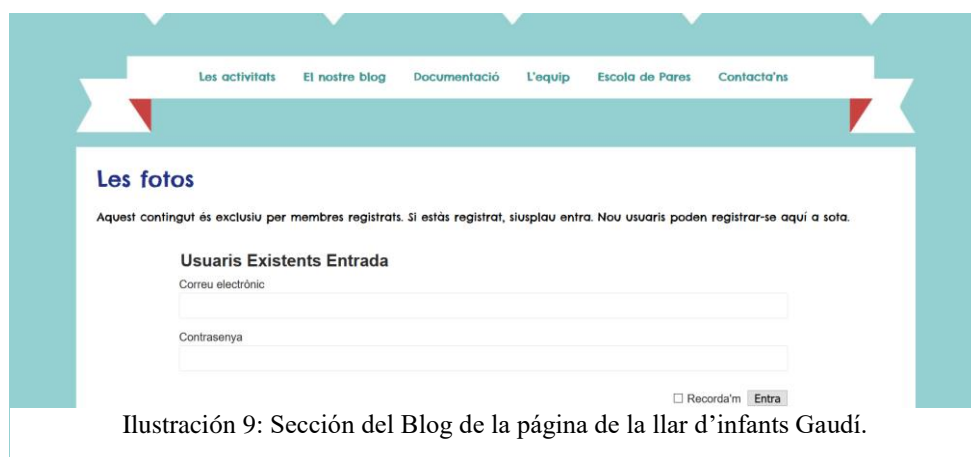 Les activitats El nostre blog Documentació L'equip Escola de Pares Contacta'ns
Les fotos
Aquest contingut és exclusiu per membres registrats. Si estàs registrat, siusplau entra. Nou usuaris poden registrar-se aquí a sota.
Usuaris Existents Entrada
Correu electrònic
Contrasenya
Recorda'm Entra
Ilustración 9: Sección del Blog de la página de la llar d’infants Gaudí.